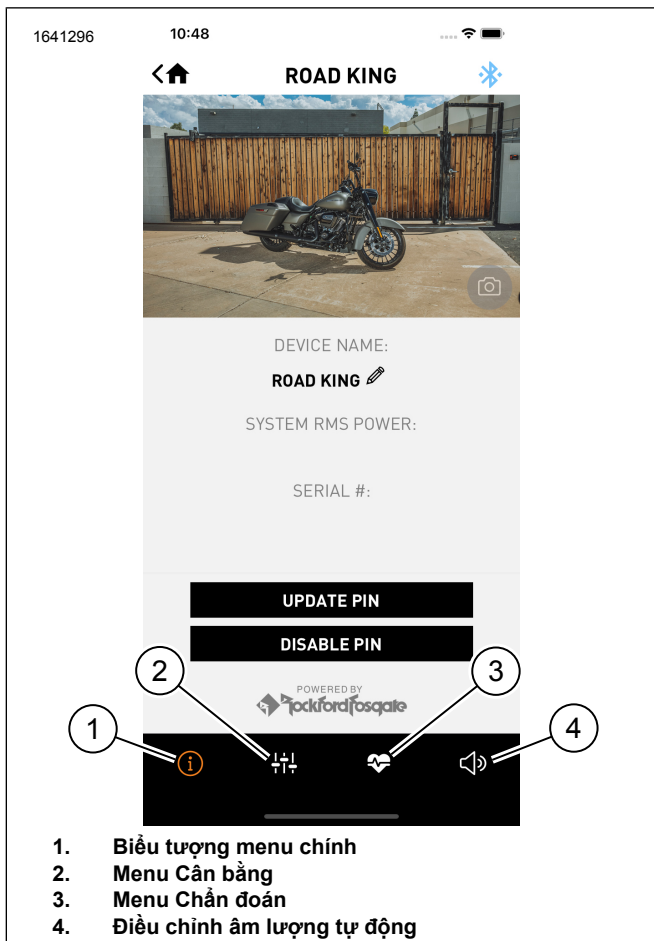 1641296
10:48
ROAD KING
DEVICE NAME:
ROAD KING
SYSTEM RMS POWER:
SERIAL #:
UPDATE PIN
DISABLE PIN
POWERED BY
Rockford Fosgate
2
3
1
4
1. Biểu tượng menu chính
2. Menu Cân bằng
3. Menu Chẩn đoán
4. Điều chỉnh âm lượng tự động